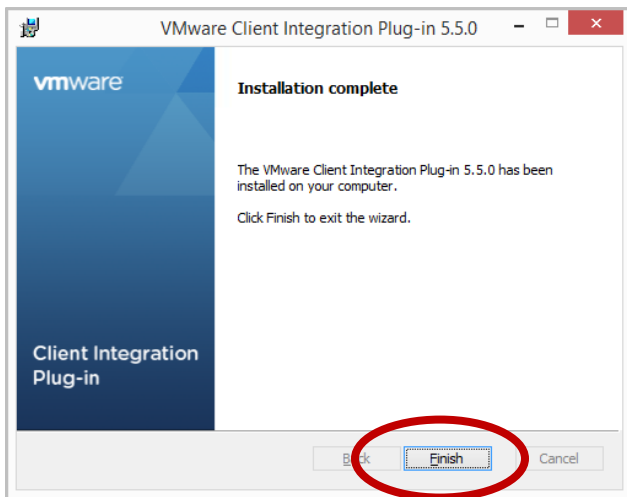 VMware Client Integration Plug-in 5.5.0
vmware
Installation complete
The VMware Client Integration Plug-in 5.5.0 has been
installed on your computer.
Click Finish to exit the wizard.
Client Integration
Plug-in
Finish
Cancel